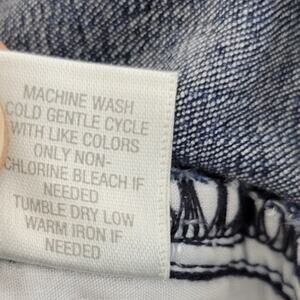 MACHINE WASH
COLD GENTLE CYCLE
WITH LIKE COLORS
ONLY NON-
CHLORINE BLEACH IF
NEEDED
TUMBLE DRY LOW
WARM IRON IF
NEEDED